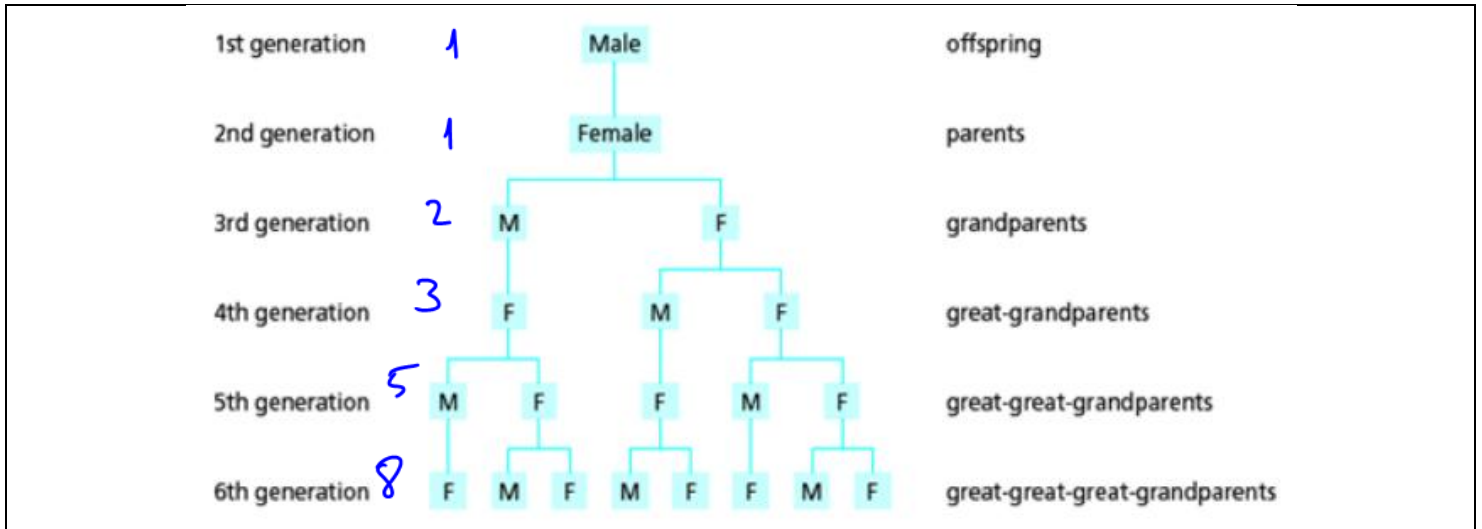 1st generation 1 Male offspring
2nd generation 1 Female parents
3rd generation 2 M F grandparents
4th generation 3 F M F great-grandparents
5th generation 5 M F F M F great-great-grandparents
6th generation 8 F M F M F F M F great-great-great-grandparents